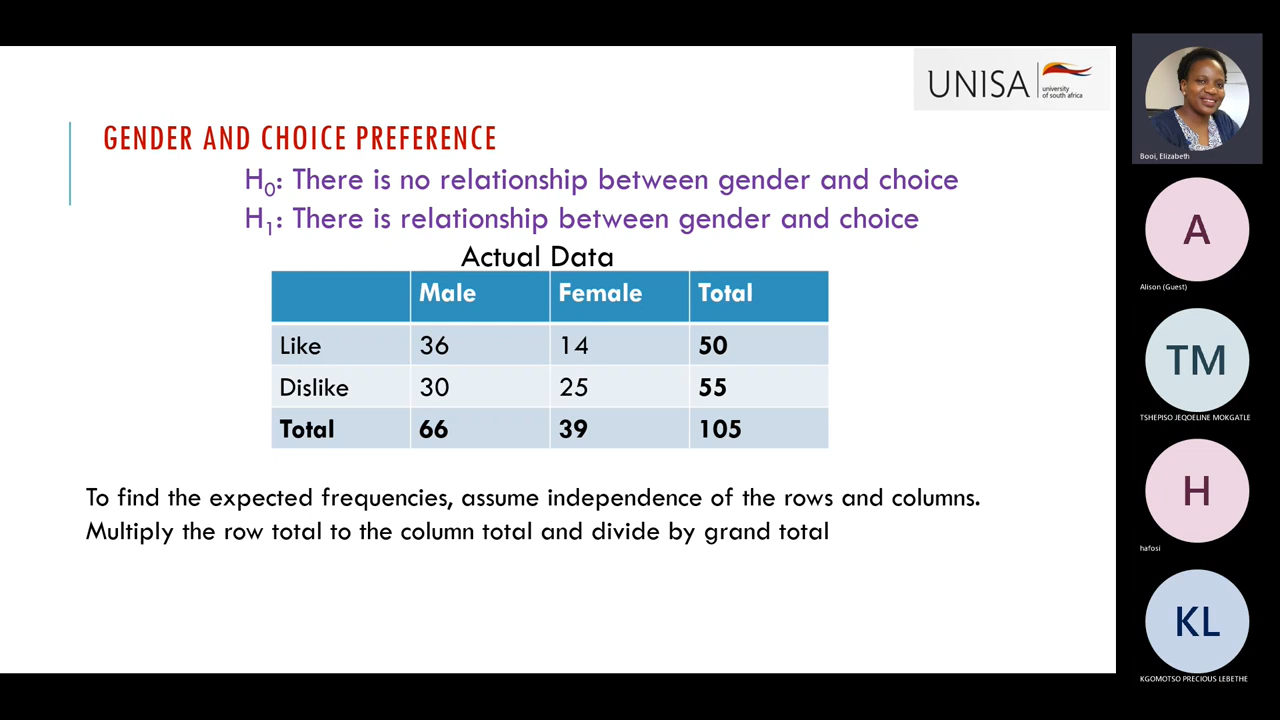 UNISA
university
of south africa
GENDER AND CHOICE PREFERENCE
H0: There is no relationship between gender and choice
H1: There is relationship between gender and choice
Actual Data
Male Female Total
Like 36 14 50
Dislike 30 25 55
Total 66 39 105
To find the expected frequencies, assume independence of the rows and columns.
Multiply the row total to the column total and divide by grand total
Booi, Elizabeth
A
Alison (Guest)
TM
TSHEPISO JEQOELINE MOKGATLE
H
hafosi
KL
KGOMOTSO PRECIOUS LEBETHE